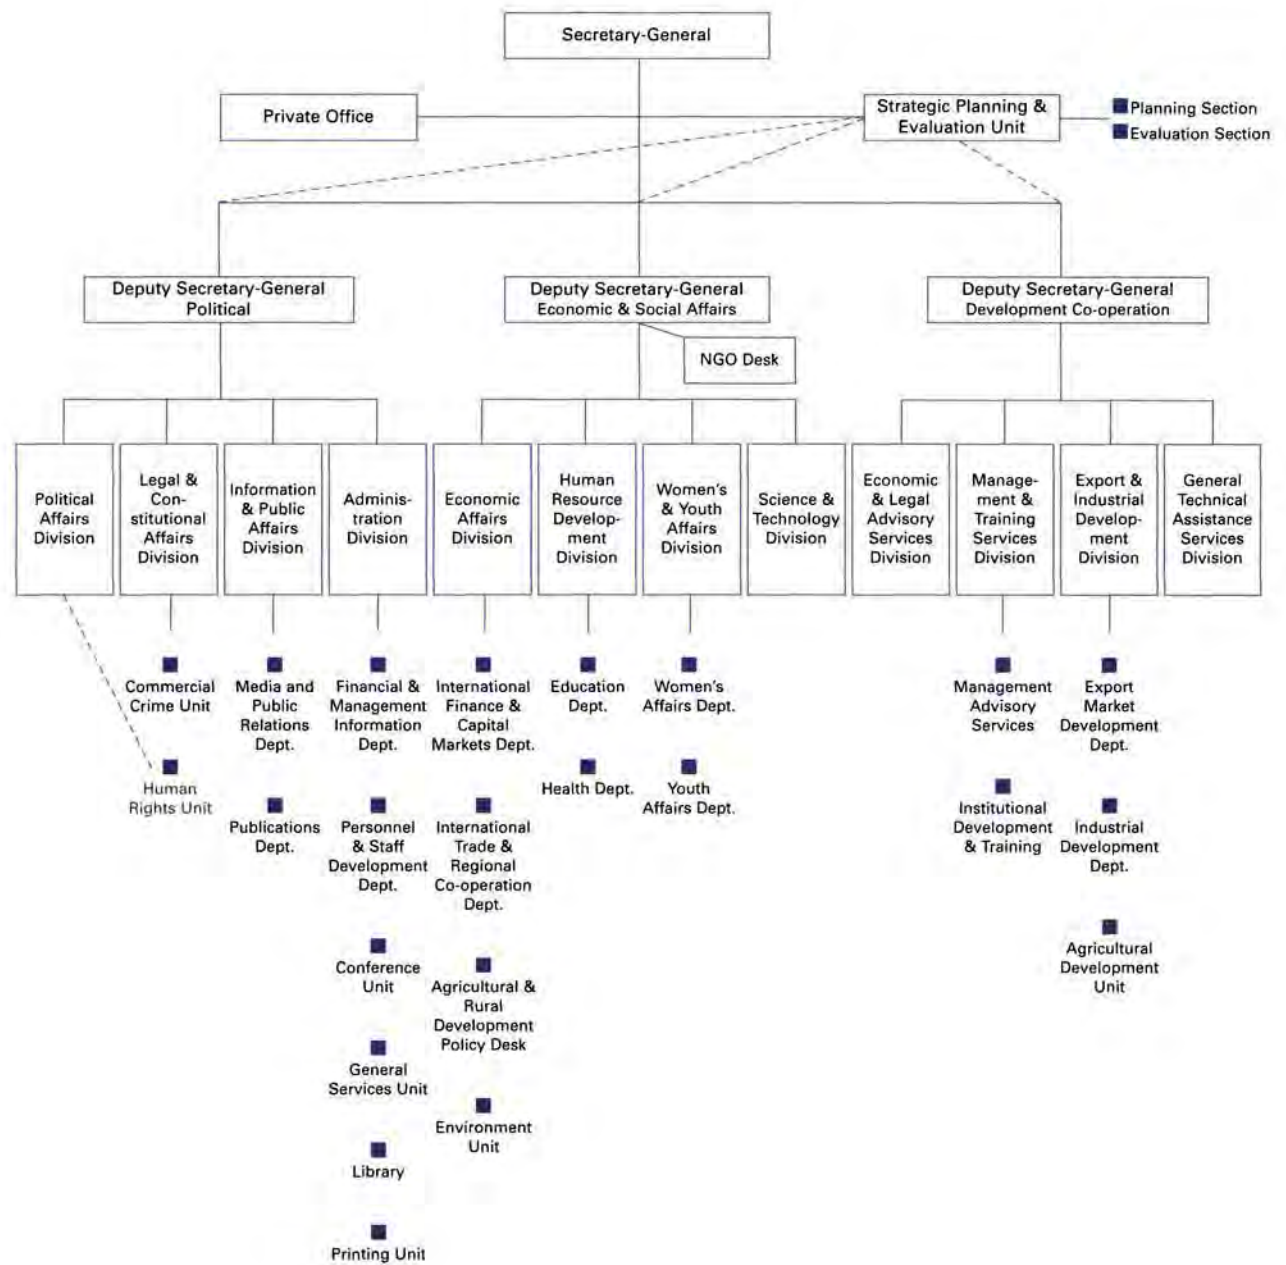 Secretary-General
Private Office
Strategic Planning &
Evaluation Unit
Planning Section
Evaluation Section
Deputy Secretary-General
Political
Deputy Secretary-General
Economic & Social Affairs
Deputy Secretary-General
Development Co-operation
NGO Desk
Political
Affairs
Division
Legal &
Con-
stitutional
Affairs
Division
Information
& Public
Affairs
Division
Adminis-
tration
Division
Economic
Affairs
Division
Human
Resource
Develop-
ment
Division
Women's
& Youth
Affairs
Division
Science &
Technology
Division
Economic
& Legal
Advisory
Services
Division
Manage-
ment &
Training
Services
Division
Export &
Industrial
Develop-
ment
Division
General
Technical
Assistance
Services
Division
Commercial
Crime Unit
Human
Rights Unit
Media and
Public
Relations
Dept.
Publications
Dept.
Financial &
Management
Information
Dept.
Personnel
& Staff
Development
Dept.
Conference
Unit
General
Services Unit
Library
Printing Unit
International
Finance &
Capital
Markets Dept.
International
Trade &
Regional
Co-operation
Dept.
Agricultural &
Rural
Development
Policy Desk
Environment
Unit
Education
Dept.
Health Dept.
Women's
Affairs Dept.
Youth
Affairs Dept.
Management
Advisory
Services
Institutional
Development
& Training
Export
Market
Development
Dept.
Industrial
Development
Dept.
Agricultural
Development
Unit